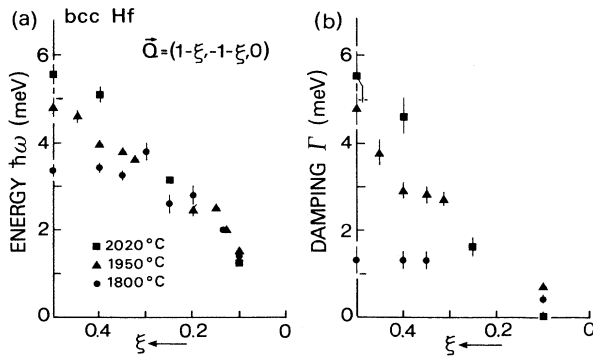 (a) bcc Hf
Q⃗=(1-ξ,-1-ξ,0)
ENERGY ħω (meV)
6
4
2
0
■ 2020 °C
▲ 1950 °C
● 1800 °C
0.4
0.2
0
ξ ←
(b)
DAMPING Γ (meV)
6
4
2
0
0.4
0.2
0
ξ ←